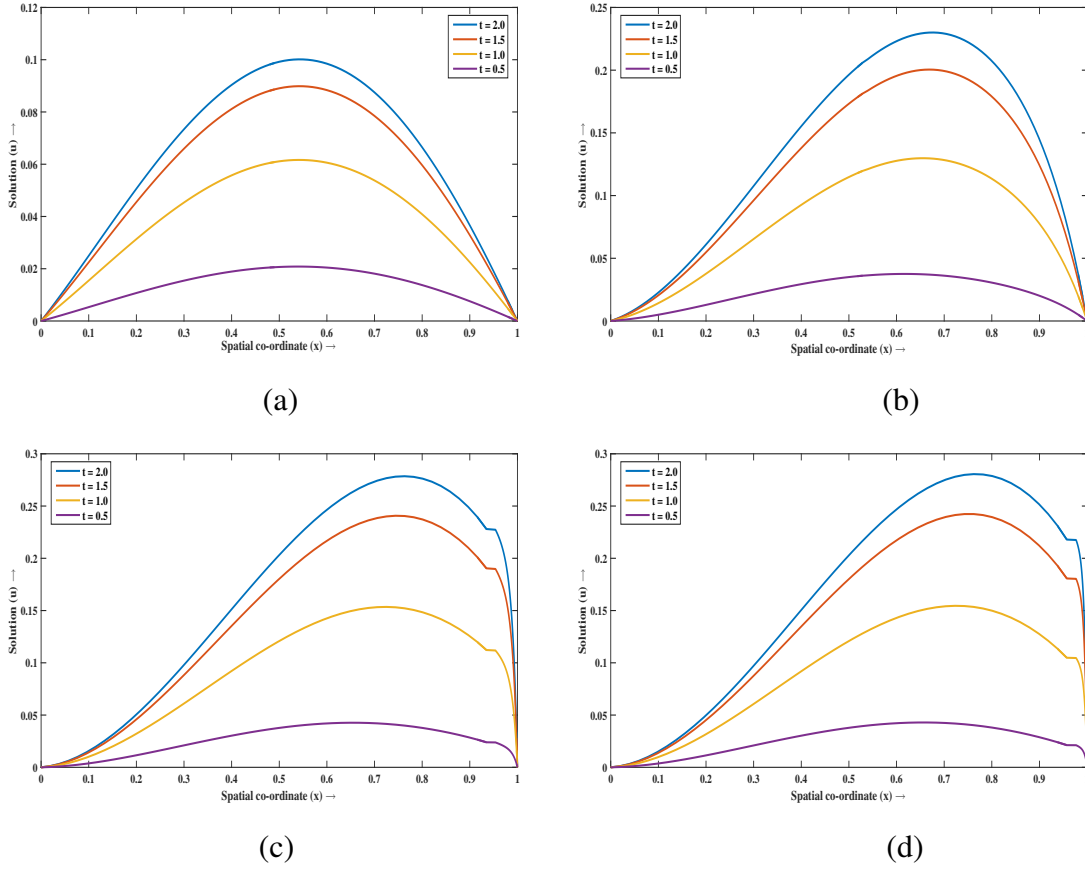 0.12
0.1
0.08
0.06
0.04
0.02
0
Solution (u) →
t = 2.0
t = 1.5
t = 1.0
t = 0.5
0 0.1 0.2 0.3 0.4 0.5 0.6 0.7 0.8 0.9 1
Spatial co-ordinate (x) →
(a)
0.25
0.2
0.15
0.1
0.05
0
Solution (u) →
t = 2.0
t = 1.5
t = 1.0
t = 0.5
0 0.1 0.2 0.3 0.4 0.5 0.6 0.7 0.8 0.9
Spatial co-ordinate (x) →
(b)
0.3
0.25
0.2
0.15
0.1
0.05
0
Solution (u) →
t = 2.0
t = 1.5
t = 1.0
t = 0.5
0 0.1 0.2 0.3 0.4 0.5 0.6 0.7 0.8 0.9 1
Spatial co-ordinate (x) →
(c)
0.3
0.25
0.2
0.15
0.1
0.05
0
Solution (u) →
t = 2.0
t = 1.5
t = 1.0
t = 0.5
0 0.1 0.2 0.3 0.4 0.5 0.6 0.7 0.8 0.9
Spatial co-ordinate (x) →
(d)